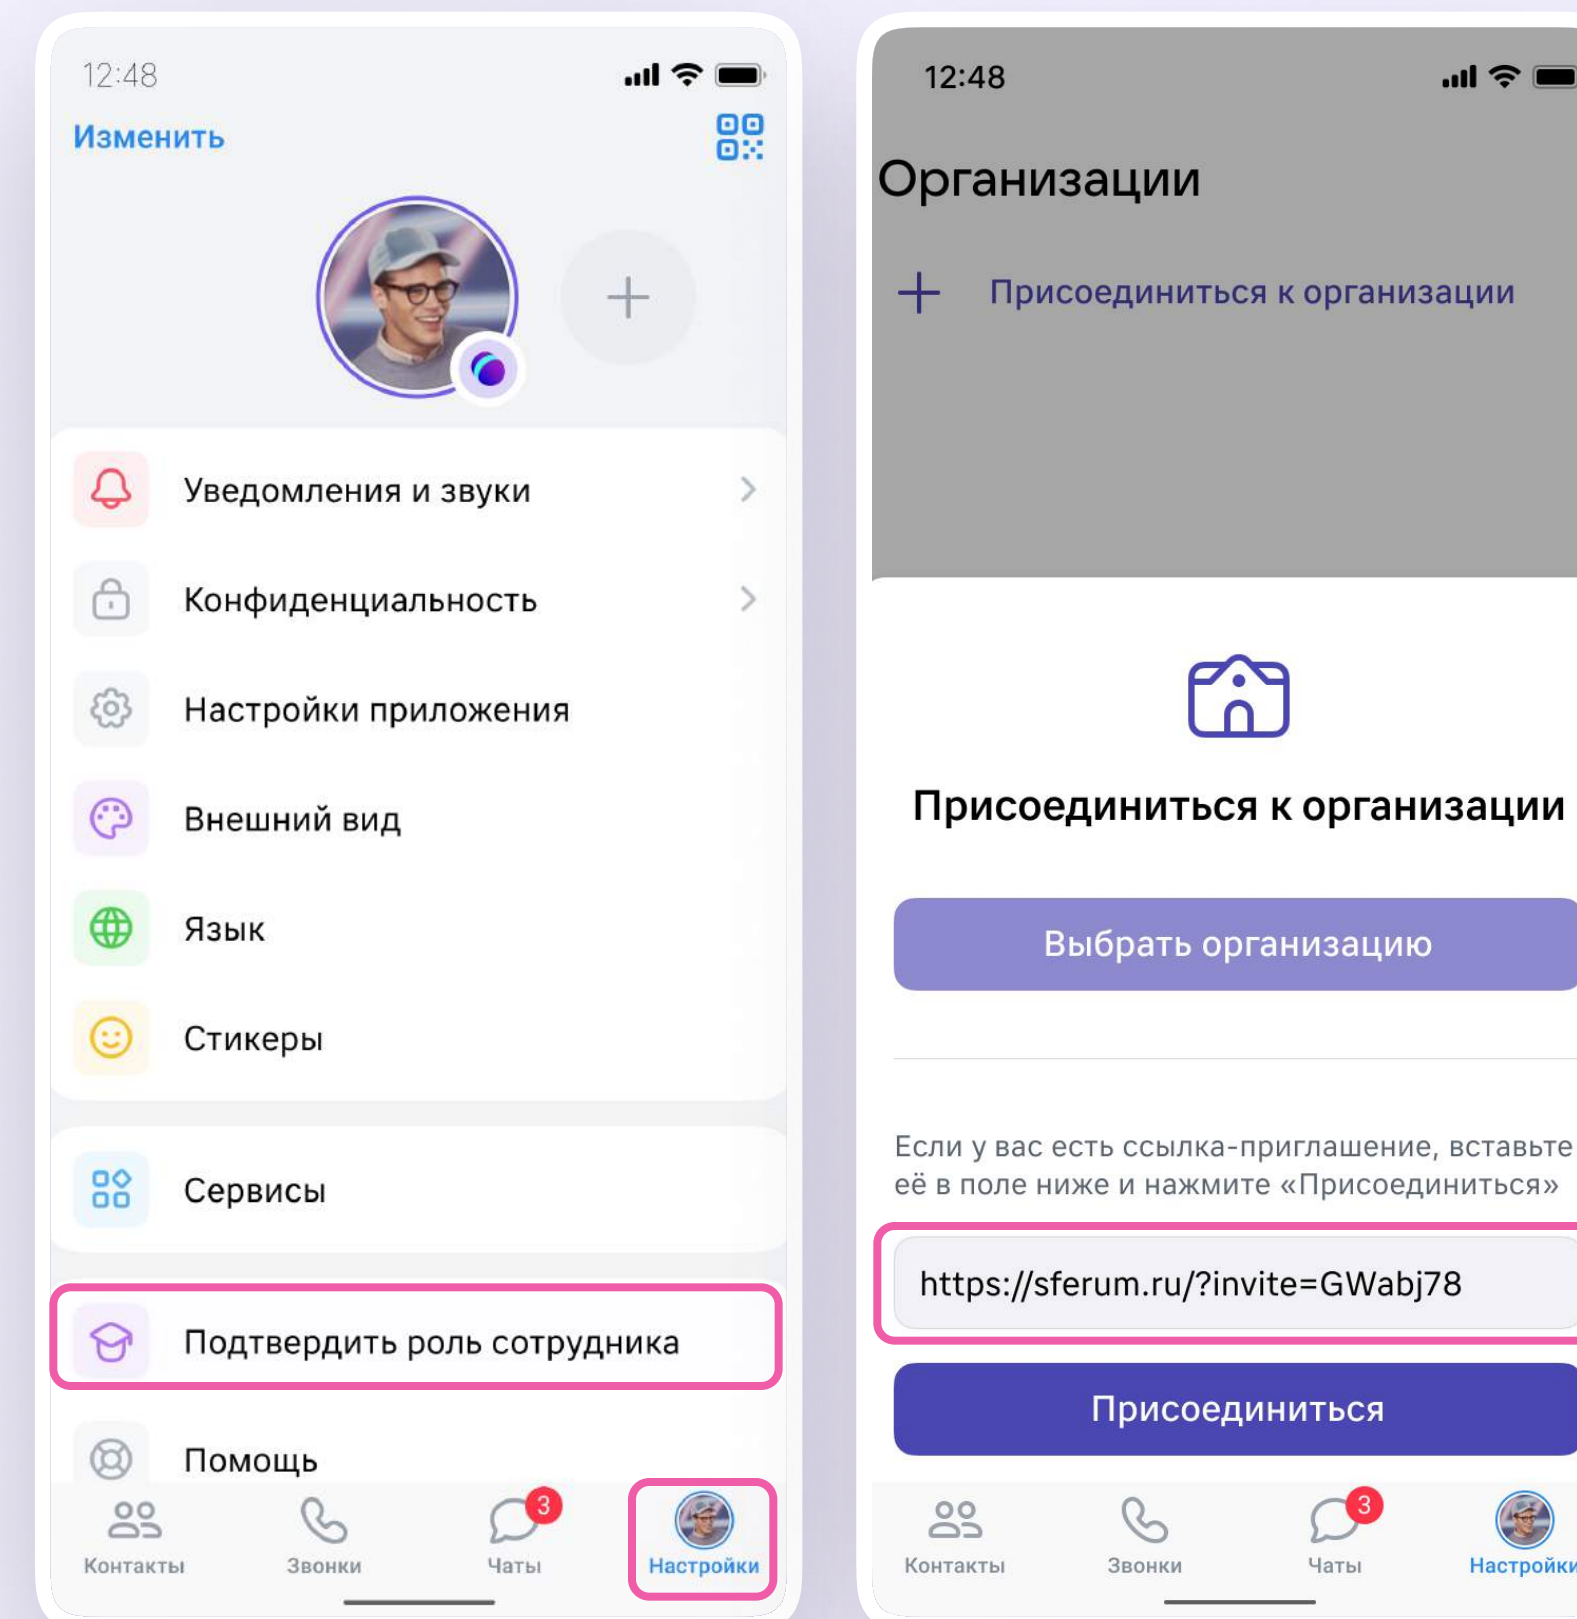 12:48
Изменить
Уведомления и звуки
Конфиденциальность
Настройки приложения
Внешний вид
Язык
Стикеры
Сервисы
Подтвердить роль сотрудника
Помощь
3
Контакты
Звонки
Чаты
Настройки
12:48
Организации
Присоединиться к организации
Присоединиться к организации
Выбрать организацию
Если у вас есть ссылка-приглашение, вставьте
её в поле ниже и нажмите «Присоединиться»
https://sferum.ru/?invite=GWabj78
Присоединиться
3
Контакты
Звонки
Чаты
Настройки